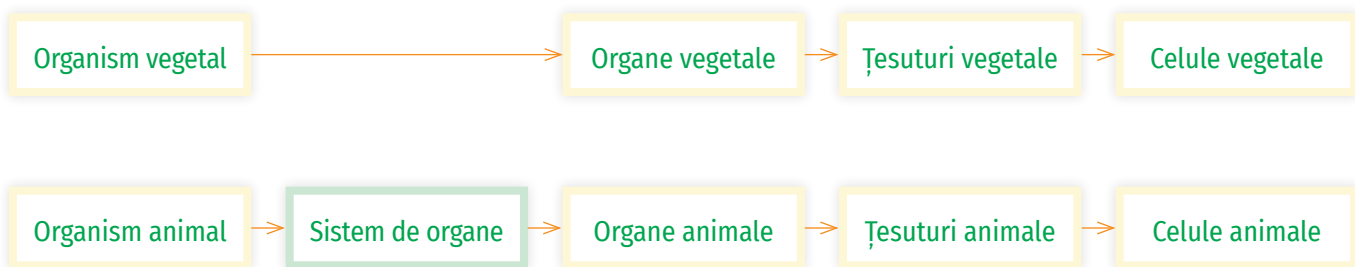 Organism vegetal
Organe vegetale
Țesuturi vegetale
Celule vegetale
Organism animal
Sistem de organe
Organe animale
Țesuturi animale
Celule animale